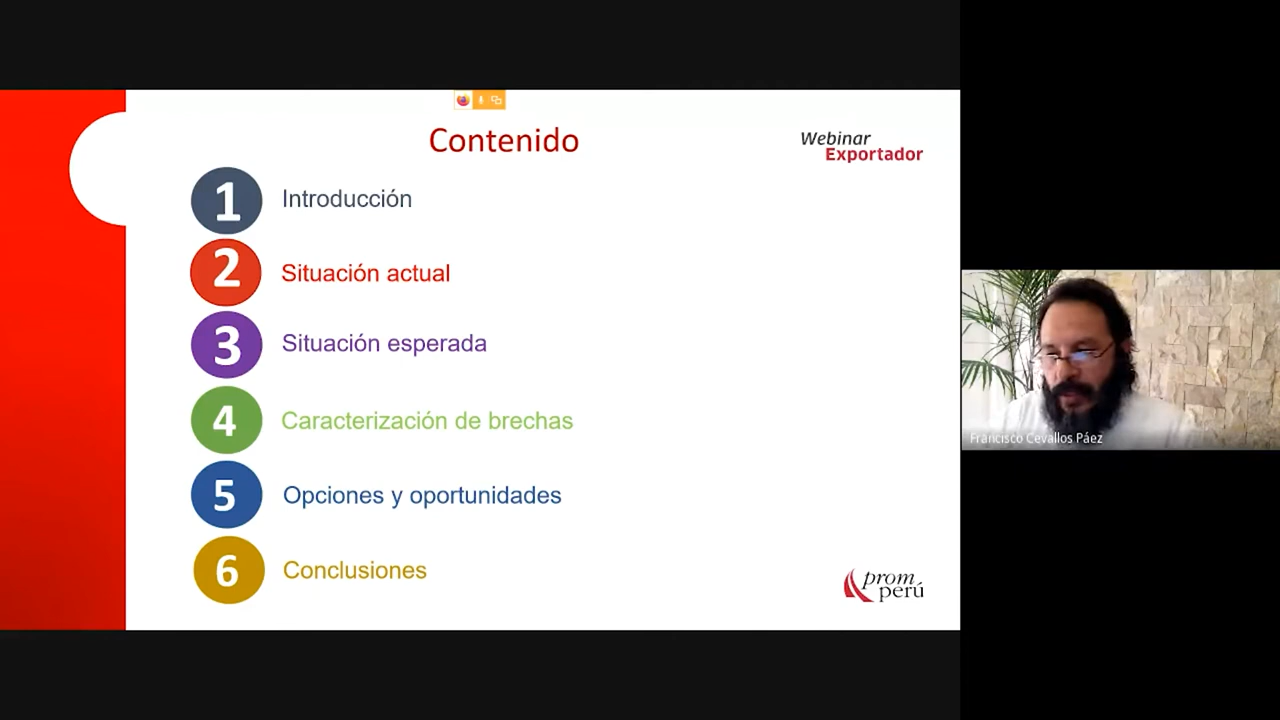 Contenido
Webinar
Exportador
1 Introducción
2 Situación actual
3 Situación esperada
4 Caracterización de brechas
5 Opciones y oportunidades
6 Conclusiones
prom
perú
Francisco Cevallos Páez